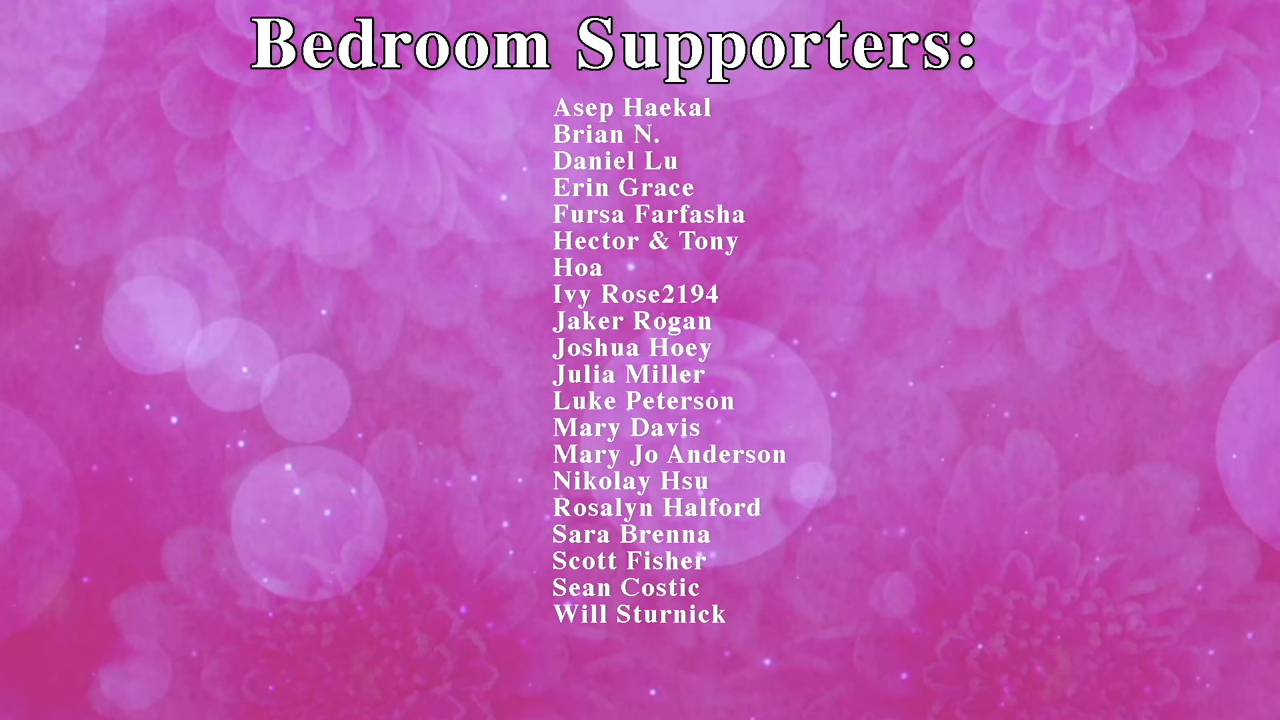 Bedroom Supporters:
Asep Haekal
Brian N.
Daniel Lu
Erin Grace
Fursa Farfasha
Hector & Tony
Hoa
Ivy Rose2194
Jaker Rogan
Joshua Hoey
Julia Miller
Luke Peterson
Mary Davis
Mary Jo Anderson
Nikolay Hsu
Rosalyn Halford
Sara Brenna
Scott Fisher
Sean Costic
Will Sturnick